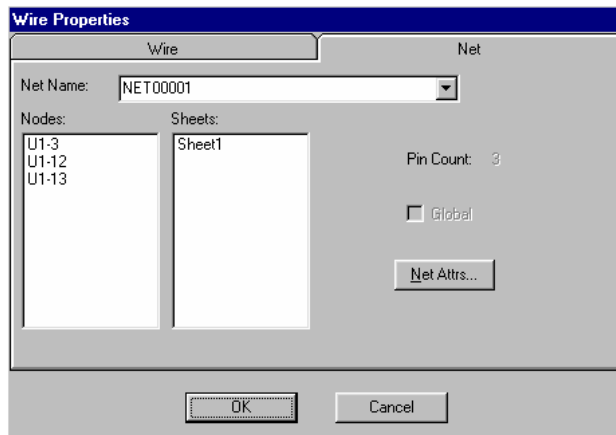 Wire Properties
Wire
Net
Net Name:
NET00001
Nodes:
Sheets:
U1-3
U1-12
U1-13
Sheet1
Pin Count: 3
Global
Net Attrs...
OK
Cancel